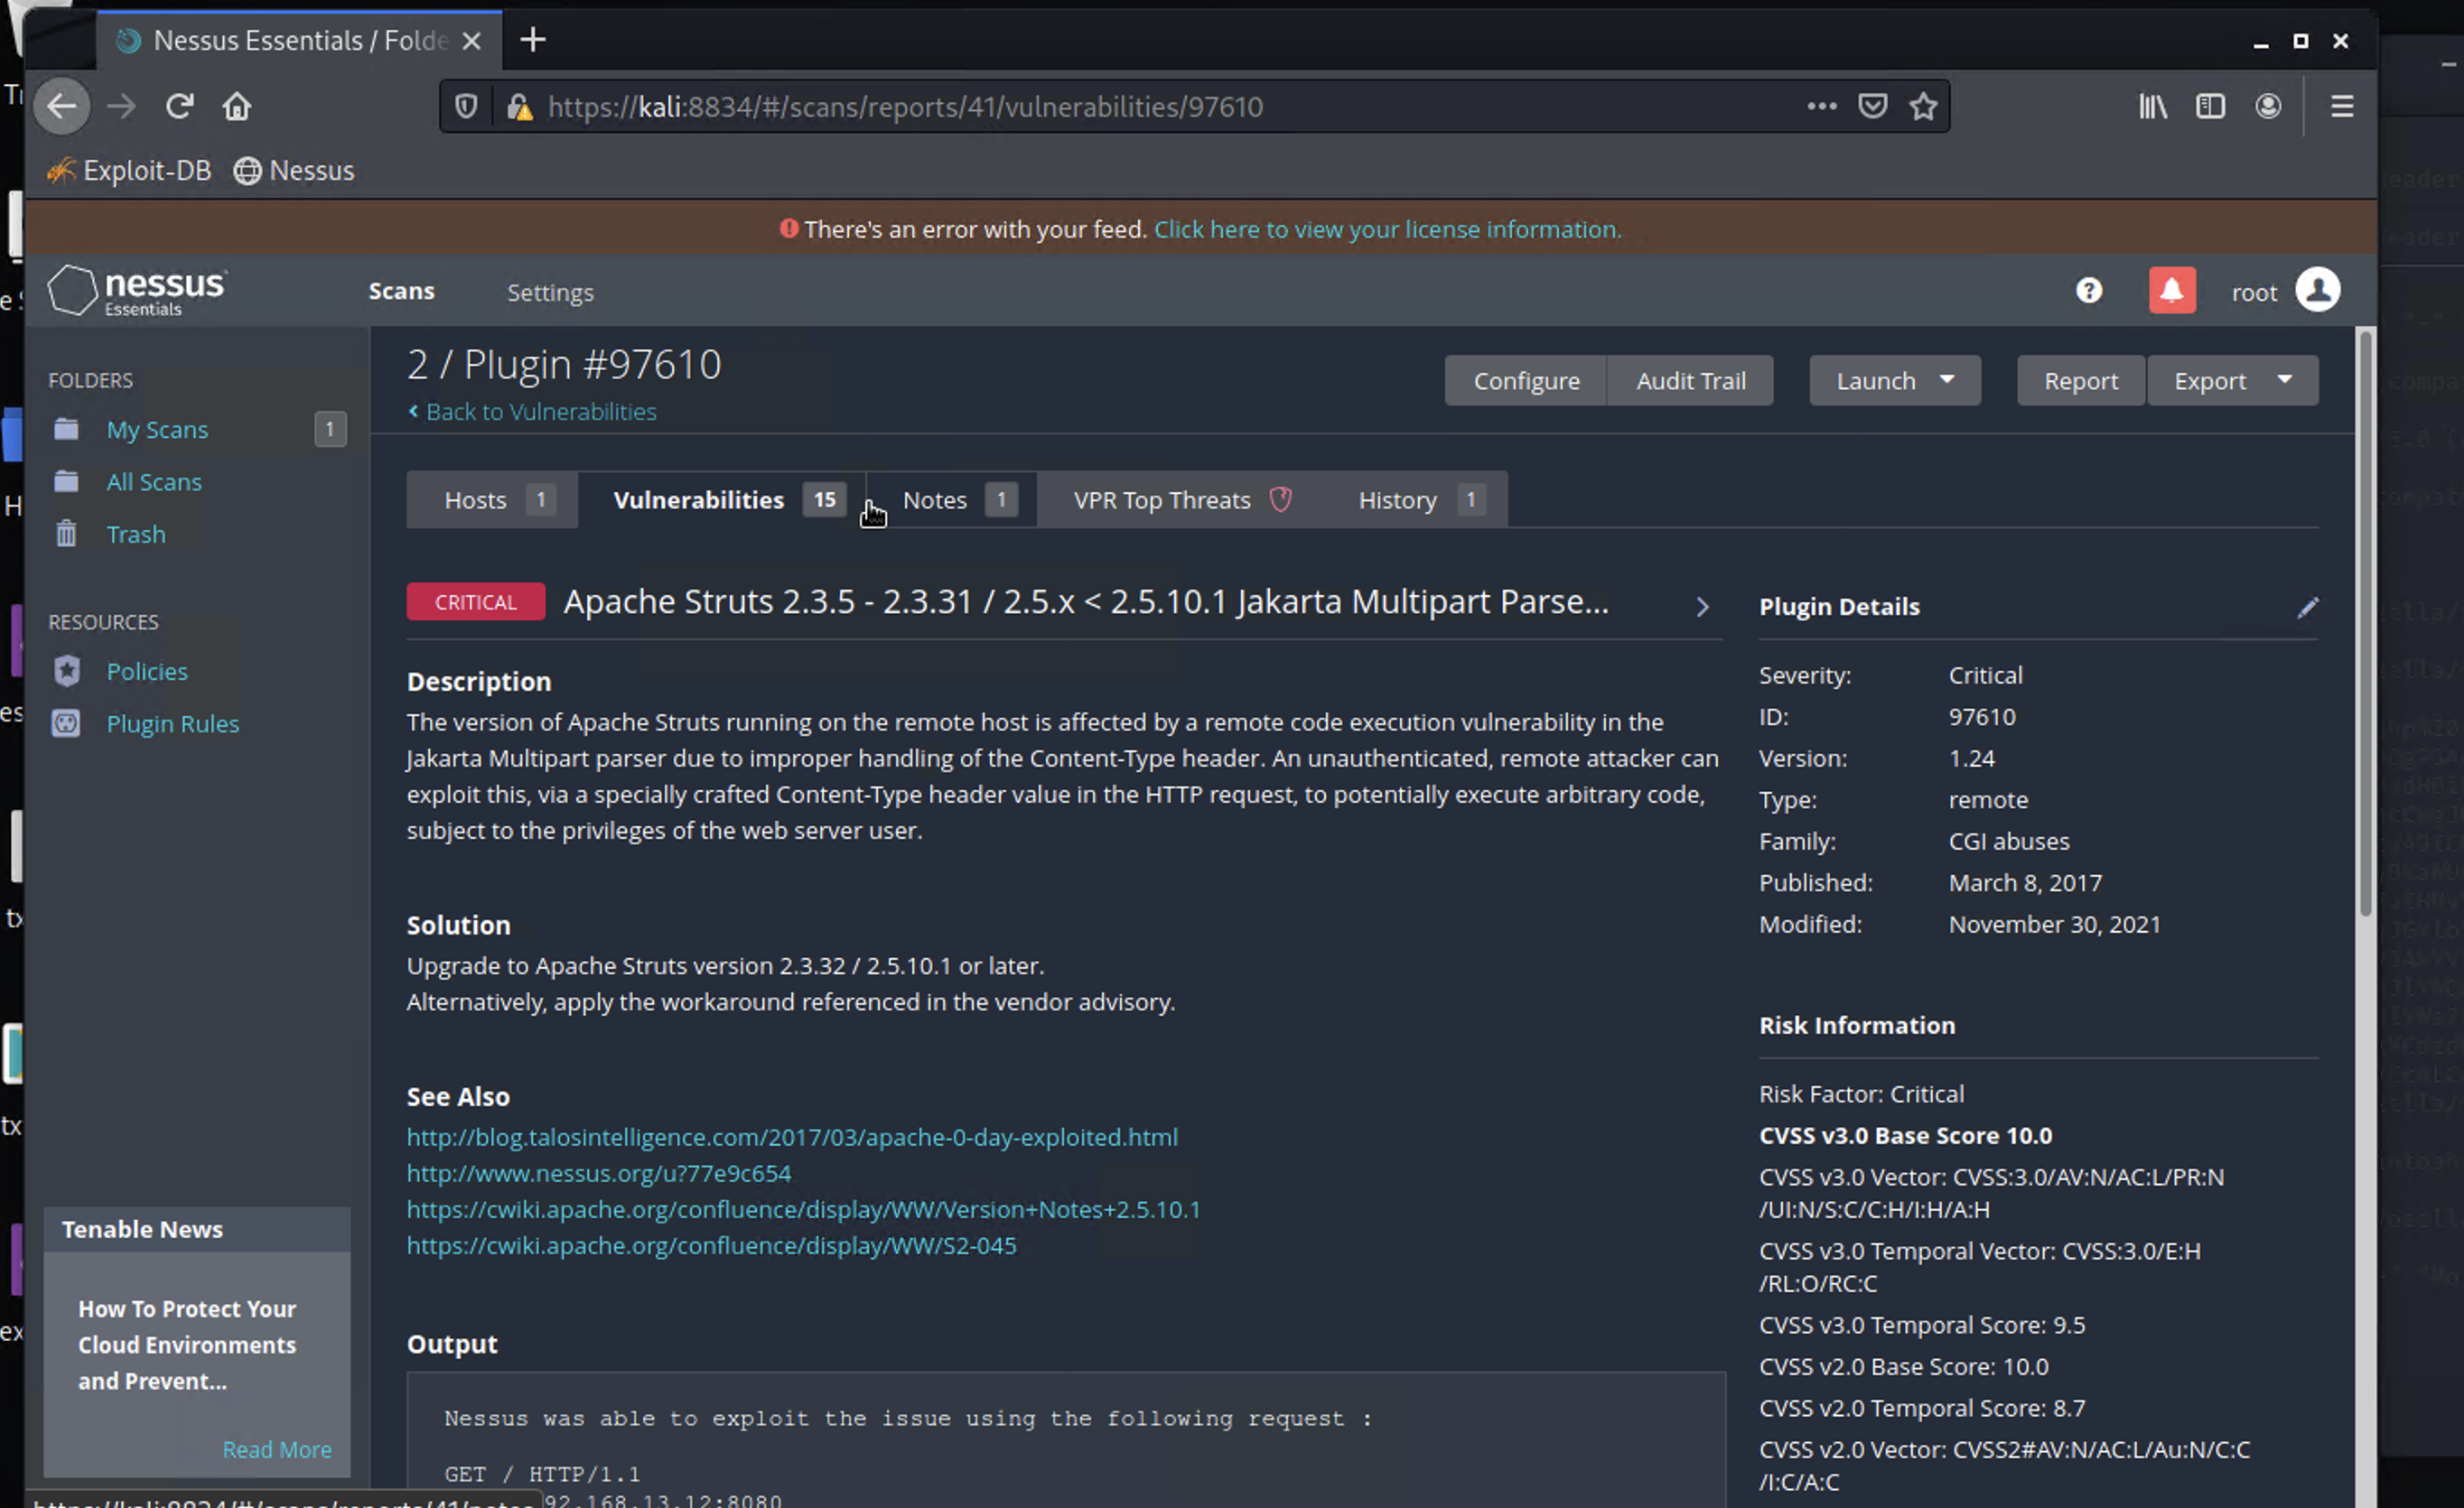 Nessus Essentials / Folde
https://kali:8834/#/scans/reports/41/vulnerabilities/97610
Exploit-DB
Nessus
There's an error with your feed. Click here to view your license information.
nessus
Essentials
Scans
Settings
root
FOLDERS
My Scans
1
All Scans
Trash
RESOURCES
Policies
Plugin Rules
Tenable News
How To Protect Your
Cloud Environments
and Prevent...
Read More
2 / Plugin #97610
Back to Vulnerabilities
Configure
Audit Trail
Launch
Report
Export
Hosts 1
Vulnerabilities 15
Notes 1
VPR Top Threats
History 1
CRITICAL
Apache Struts 2.3.5 - 2.3.31 / 2.5.x < 2.5.10.1 Jakarta Multipart Parse...
Description
The version of Apache Struts running on the remote host is affected by a remote code execution vulnerability in the
Jakarta Multipart parser due to improper handling of the Content-Type header. An unauthenticated, remote attacker can
exploit this, via a specially crafted Content-Type header value in the HTTP request, to potentially execute arbitrary code,
subject to the privileges of the web server user.
Solution
Upgrade to Apache Struts version 2.3.32 / 2.5.10.1 or later.
Alternatively, apply the workaround referenced in the vendor advisory.
See Also
http://blog.talosintelligence.com/2017/03/apache-0-day-exploited.html
http://www.nessus.org/u?77e9c654
https://cwiki.apache.org/confluence/display/WW/Version+Notes+2.5.10.1
https://cwiki.apache.org/confluence/display/WW/S2-045
Output
Nessus was able to exploit the issue using the following request :
GET / HTTP/1.1
92.168.13.12:8080
https://kali:8834/#/scans/reports/41/notes
Plugin Details
Severity: Critical
ID: 97610
Version: 1.24
Type: remote
Family: CGI abuses
Published: March 8, 2017
Modified: November 30, 2021
Risk Information
Risk Factor: Critical
CVSS v3.0 Base Score 10.0
CVSS v3.0 Vector: CVSS:3.0/AV:N/AC:L/PR:N
/UI:N/S:C/C:H/I:H/A:H
CVSS v3.0 Temporal Vector: CVSS:3.0/E:H
/RL:O/RC:C
CVSS v3.0 Temporal Score: 9.5
CVSS v2.0 Base Score: 10.0
CVSS v2.0 Temporal Score: 8.7
CVSS v2.0 Vector: CVSS2#AV:N/AC:L/Au:N/C:C
/I:C/A:C